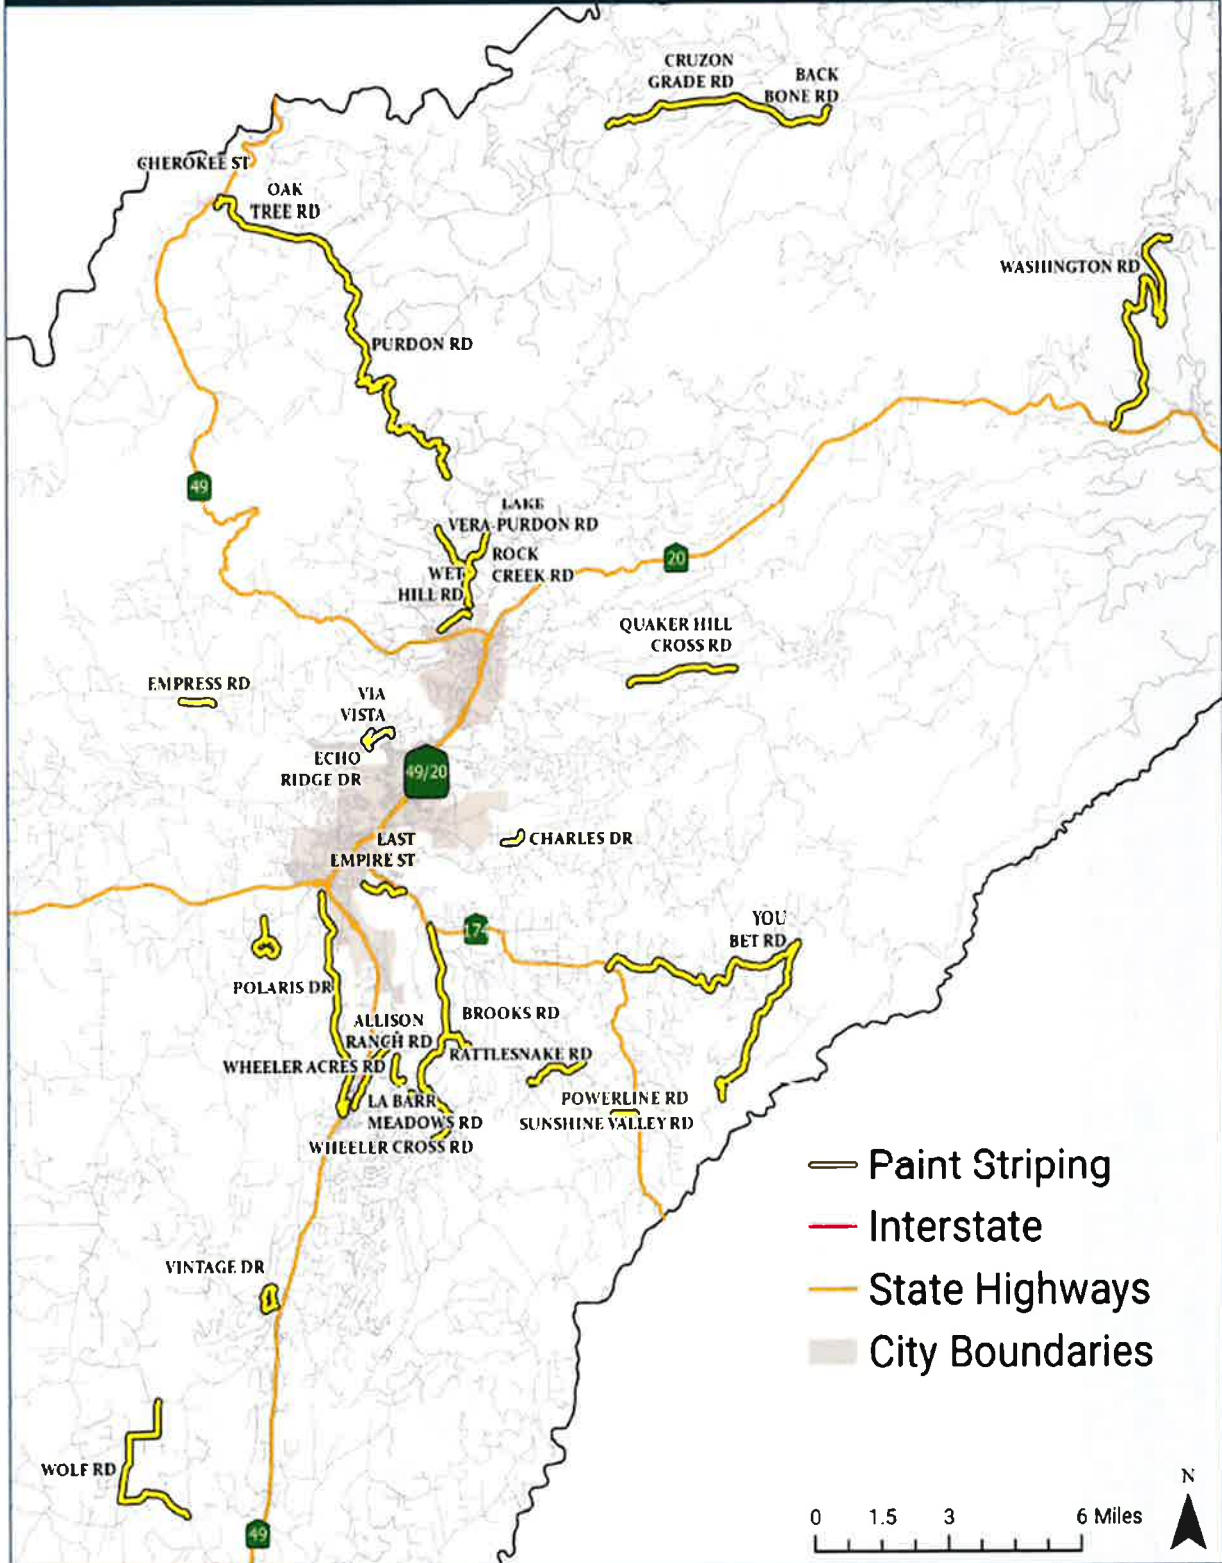 CRUZON
GRADE RD
BACK
BONE RD
CHEROKEE ST
OAK
TREE RD
WASHINGTON RD
PURDON RD
49
LAKE
VERA-PURDON RD
ROCK
CREEK RD
WET
HILL RD
20
QUAKER HILL
CROSS RD
EMPRESS RD
VIA
VISTA
ECHO
RIDGE DR
49/20
EAST
EMPIRE ST
CHARLES DR
174
YOU
BET RD
POLARIS DR
ALLISON
RANCH RD
BROOKS RD
RATTLESNAKE RD
WHEELER ACRES RD
LA BARR
MEADOWS RD
POWERLINE RD
SUNSHINE VALLEY RD
WHEELER CROSS RD
Paint Striping
Interstate
State Highways
City Boundaries
VINTAGE DR
WOLF RD
49
N
0 1.5 3 6 Miles